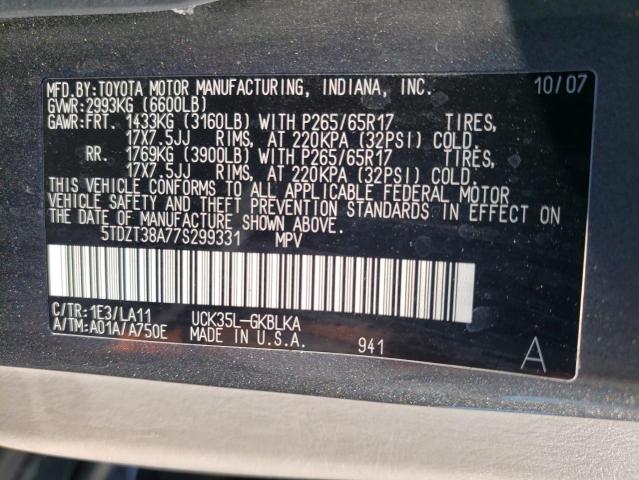 MFD.BY:TOYOTA MOTOR MANUFACTURING, INDIANA, INC. 10/07
GVWR:2993KG (6600LB)
GAWR:FRT. 1433KG (3160LB) WITH P265/65R17 TIRES,
17X7.5JJ RIMS, AT 220KPA (32PSI) COLD.
RR. 1769KG (3900LB) WITH P265/65R17 TIRES,
17X7.5JJ RIMS, AT 220KPA (32PSI) COLD.
THIS VEHICLE CONFORMS TO ALL APPLICABLE FEDERAL MOTOR
VEHICLE SAFETY AND THEFT PREVENTION STANDARDS IN EFFECT ON
THE DATE OF MANUFACTURE SHOWN ABOVE.
5TDZT38A77S299331 MPV
C/TR:1E3/LA11 UCK35L-GKBLKA
A/TM:A01A/A750E MADE IN U.S.A. 941 A